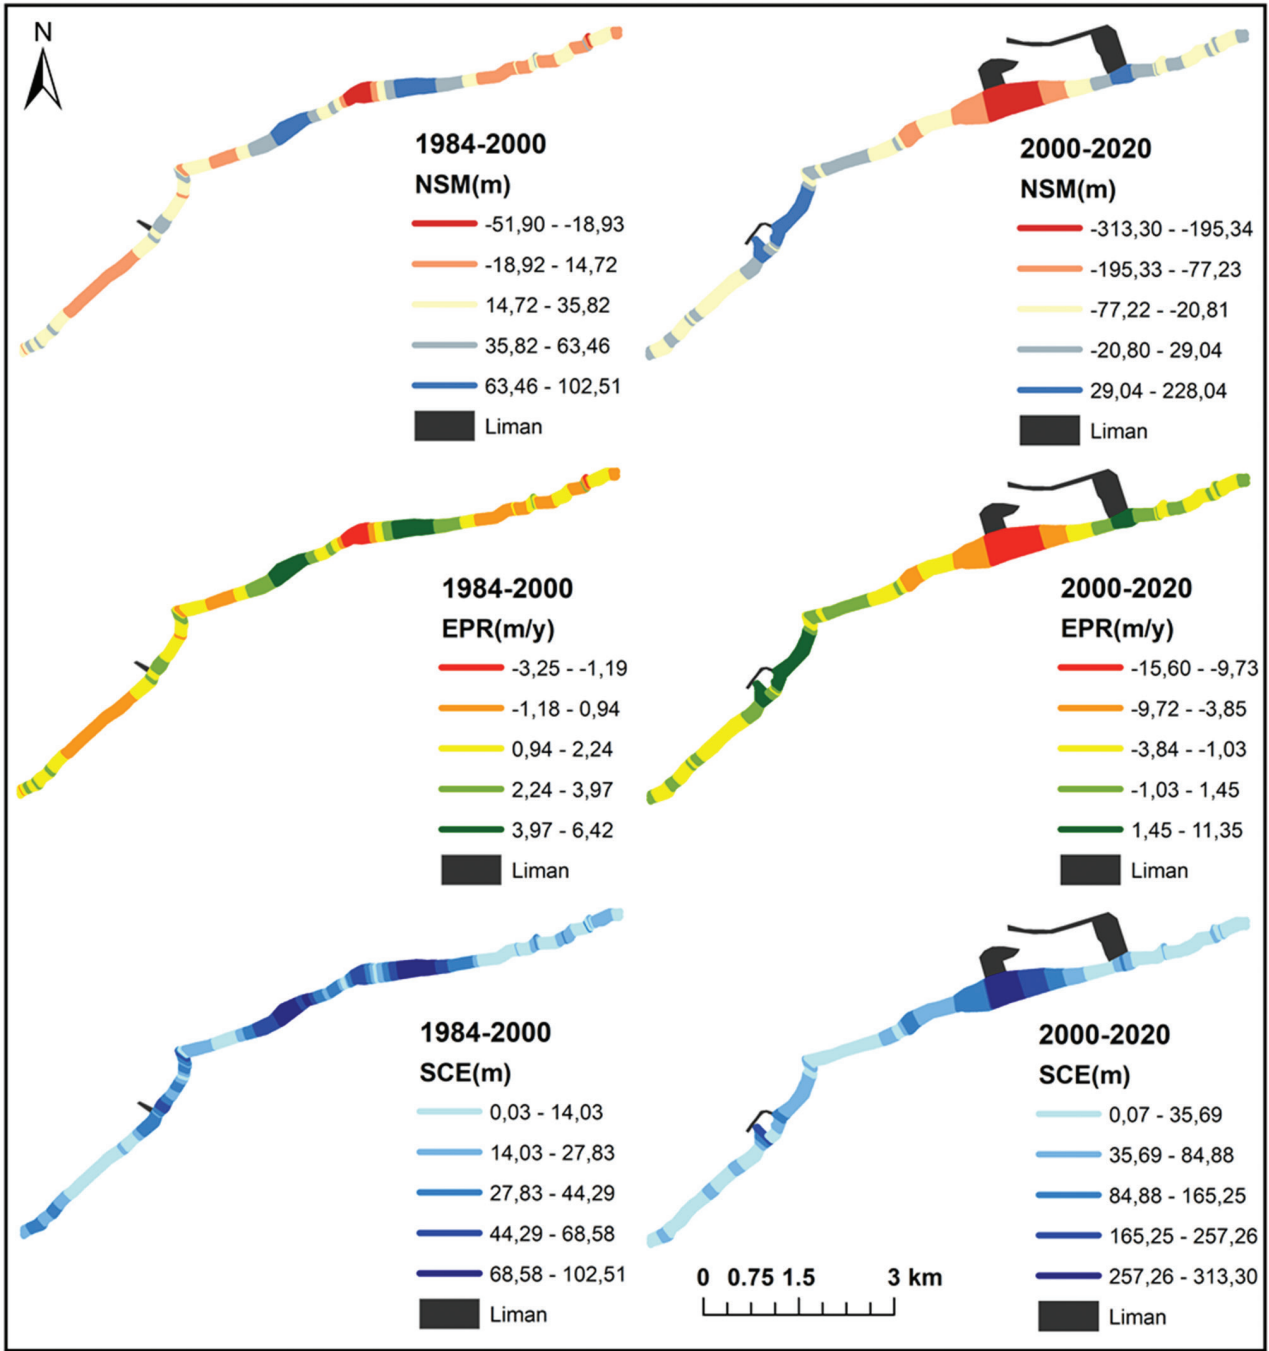 N
1984-2000
NSM(m)
-51,90 - -18,93
-18,92 - 14,72
14,72 - 35,82
35,82 - 63,46
63,46 - 102,51
Liman
2000-2020
NSM(m)
-313,30 - -195,34
-195,33 - -77,23
-77,22 - -20,81
-20,80 - 29,04
29,04 - 228,04
Liman
1984-2000
EPR(m/y)
-3,25 - -1,19
-1,18 - 0,94
0,94 - 2,24
2,24 - 3,97
3,97 - 6,42
Liman
2000-2020
EPR(m/y)
-15,60 - -9,73
-9,72 - -3,85
-3,84 - -1,03
-1,03 - 1,45
1,45 - 11,35
Liman
1984-2000
SCE(m)
0,03 - 14,03
14,03 - 27,83
27,83 - 44,29
44,29 - 68,58
68,58 - 102,51
Liman
2000-2020
SCE(m)
0,07 - 35,69
35,69 - 84,88
84,88 - 165,25
165,25 - 257,26
257,26 - 313,30
Liman
0 0.75 1.5 3 km